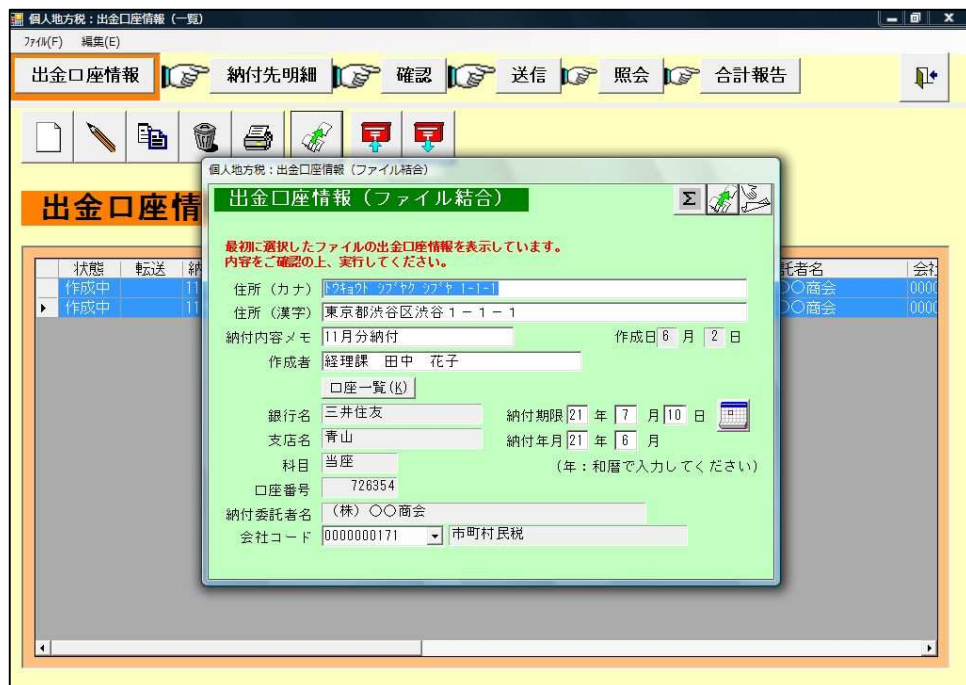 個人地方税：出金口座情報（一覧）
ﾌｧｲﾙ(F) 編集(E)
出金口座情報 納付先明細 確認 送信 照会 合計報告
個人地方税：出金口座情報（ファイル結合）
出金口座情報（ファイル結合） Σ
出金口座情
最初に選択したファイルの出金口座情報を表示しています。
内容をご確認の上、実行してください。
状態 転送 納 託者名 会社
作成中 11 〇〇商会 0000
作成中 11 〇〇商会 0000
住所（カナ） ﾄｳｷｮｳﾄ ｼﾌﾞﾔｸ ｼﾌﾞﾔ 1-1-1
住所（漢字） 東京都渋谷区渋谷１－１－１
納付内容メモ 11月分納付 作成日 6 月 2 日
作成者 経理課　田中　花子
口座一覧(K)
銀行名 三井住友 納付期限 21 年 7 月 10 日
支店名 青山 納付年月 21 年 6 月
科目 当座 （年：和暦で入力してください）
口座番号 726354
納付委託者名 （株）〇〇商会
会社コード 0000000171 市町村民税